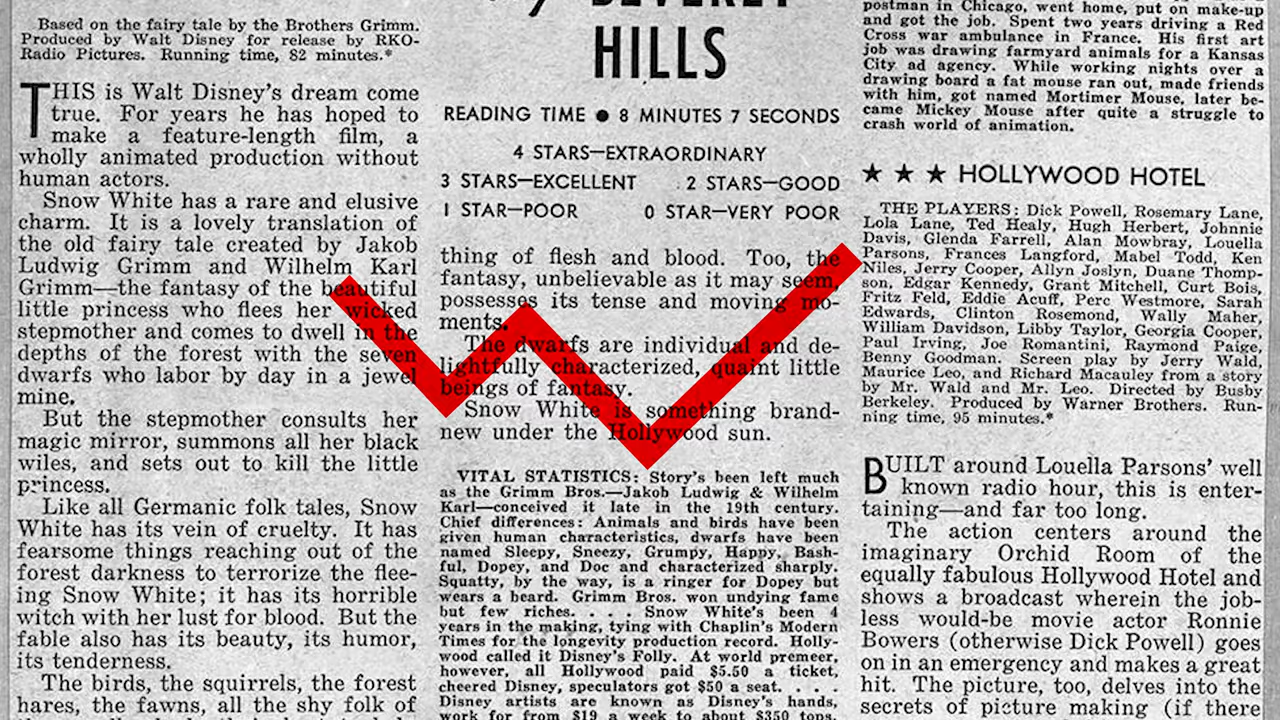 Based on the fairy tale by the Brothers Grimm.
Produced by Walt Disney for release by RKO-
Radio Pictures. Running time, 82 minutes.*
THIS is Walt Disney's dream come
true. For years he has hoped to
make a feature-length film, a
wholly animated production without
human actors.
Snow White has a rare and elusive
charm. It is a lovely translation of
the old fairy tale created by Jakob
Ludwig Grimm and Wilhelm Karl
Grimm—the fantasy of the beautiful
little princess who flees her wicked
stepmother and comes to dwell in the
depths of the forest with the seven
dwarfs who labor by day in a jewel
mine.
But the stepmother consults her
magic mirror, summons all her black
wiles, and sets out to kill the little
princess.
Like all Germanic folk tales, Snow
White has its vein of cruelty. It has
fearsome things reaching out of the
forest darkness to terrorize the flee-
ing Snow White; it has its horrible
witch with her lust for blood. But the
fable also has its beauty, its humor,
its tenderness.
The birds, the squirrels, the forest
hares, the fawns, all the shy folk of
BEVERLY
HILLS
READING TIME ● 8 MINUTES 7 SECONDS
4 STARS—EXTRAORDINARY
3 STARS—EXCELLENT 2 STARS—GOOD
1 STAR—POOR 0 STAR—VERY POOR
thing of flesh and blood. Too, the
fantasy, unbelievable as it may seem,
possesses its tense and moving mo-
ments.
The dwarfs are individual and de-
lightfully characterized, quaint little
beings of fantasy.
Snow White is something brand-
new under the Hollywood sun.
VITAL STATISTICS: Story's been left much
as the Grimm Bros.—Jakob Ludwig & Wilhelm
Karl—conceived it late in the 19th century.
Chief differences: Animals and birds have been
given human characteristics, dwarfs have been
named Sleepy, Sneezy, Grumpy, Happy, Bash-
ful, Dopey, and Doc and characterized sharply.
Squatty, by the way, is a ringer for Dopey but
wears a beard. Grimm Bros. won undying fame
but few riches. . . . Snow White's been 4
years in the making, tying with Chaplin's Modern
Times for the longevity production record. Holly-
wood called it Disney's Folly. At world premeer,
however, all Hollywood paid $5.50 a ticket,
cheered Disney, speculators got $50 a seat. . . .
Disney artists are known as Disney's hands,
work for from $19 a week to about $350 tops.
postman in Chicago, went home, put on make-up
and got the job. Spent two years driving a Red
Cross war ambulance in France. His first art
job was drawing farmyard animals for a Kansas
City ad agency. While working nights over a
drawing board a fat mouse ran out, made friends
with him, got named Mortimer Mouse, later be-
came Mickey Mouse after quite a struggle to
crash world of animation.
★ ★ ★ HOLLYWOOD HOTEL
THE PLAYERS: Dick Powell, Rosemary Lane,
Lola Lane, Ted Healy, Hugh Herbert, Johnnie
Davis, Glenda Farrell, Alan Mowbray, Louella
Parsons, Frances Langford, Mabel Todd, Ken
Niles, Jerry Cooper, Allyn Joslyn, Duane Thomp-
son, Edgar Kennedy, Grant Mitchell, Curt Bois,
Fritz Feld, Eddie Acuff, Perc Westmore, Sarah
Edwards, Clinton Rosemond, Wally Maher,
William Davidson, Libby Taylor, Georgia Cooper,
Paul Irving, Joe Romantini, Raymond Paige,
Benny Goodman. Screen play by Jerry Wald,
Maurice Leo, and Richard Macauley from a story
by Mr. Wald and Mr. Leo. Directed by Busby
Berkeley. Produced by Warner Brothers. Run-
ning time, 95 minutes.*
BUILT around Louella Parsons' well
known radio hour, this is enter-
taining—and far too long.
The action centers around the
imaginary Orchid Room of the
equally fabulous Hollywood Hotel and
shows a broadcast wherein the job-
less would-be movie actor Ronnie
Bowers (otherwise Dick Powell) goes
on in an emergency and makes a great
hit. The picture, too, delves into the
secrets of picture making (if there